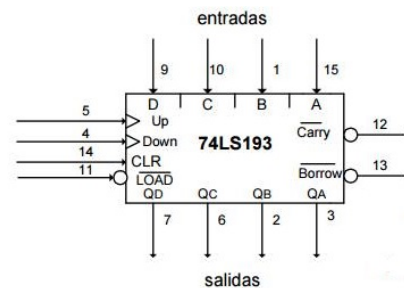 entradas
9 10 1 15
D C B A
5 Up
4 Down
74LS193
Carry 12
14 CLR
11 LOAD
Borrow 13
QD QC QB QA
7 6 2 3
salidas